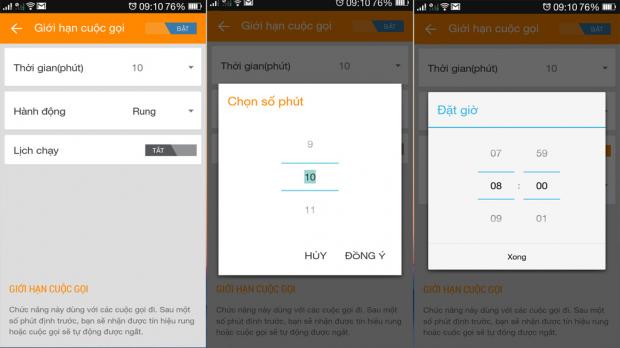 09:10 76%
Giới hạn cuộc gọi
BẬT
Thời gian(phút) 10
Hành động Rung
Lịch chạy TẮT
GIỚI HẠN CUỘC GỌI
Chức năng này dùng với các cuộc gọi đi. Sau một
số phút định trước, bạn sẽ nhận được tín hiệu rung
hoặc cuộc gọi sẽ tự động được ngắt.
09:10 76%
Giới hạn cuộc gọi
BẬT
Thời gian(phút) 10
Chọn số phút
9
10
11
HỦY ĐỒNG Ý
GIỚI HẠN CUỘC GỌI
Chức năng này dùng với các cuộc gọi đi. Sau một
số phút định trước, bạn sẽ nhận được tín hiệu rung
hoặc cuộc gọi sẽ tự động được ngắt.
09:10 76%
Giới hạn cuộc gọi
BẬT
Thời gian(phút) 10
Đặt giờ
07 59
08 : 00
09 01
Xong
GIỚI HẠN CUỘC GỌI
Chức năng này dùng với các cuộc gọi đi. Sau một
số phút định trước, bạn sẽ nhận được tín hiệu rung
hoặc cuộc gọi sẽ tự động được ngắt.